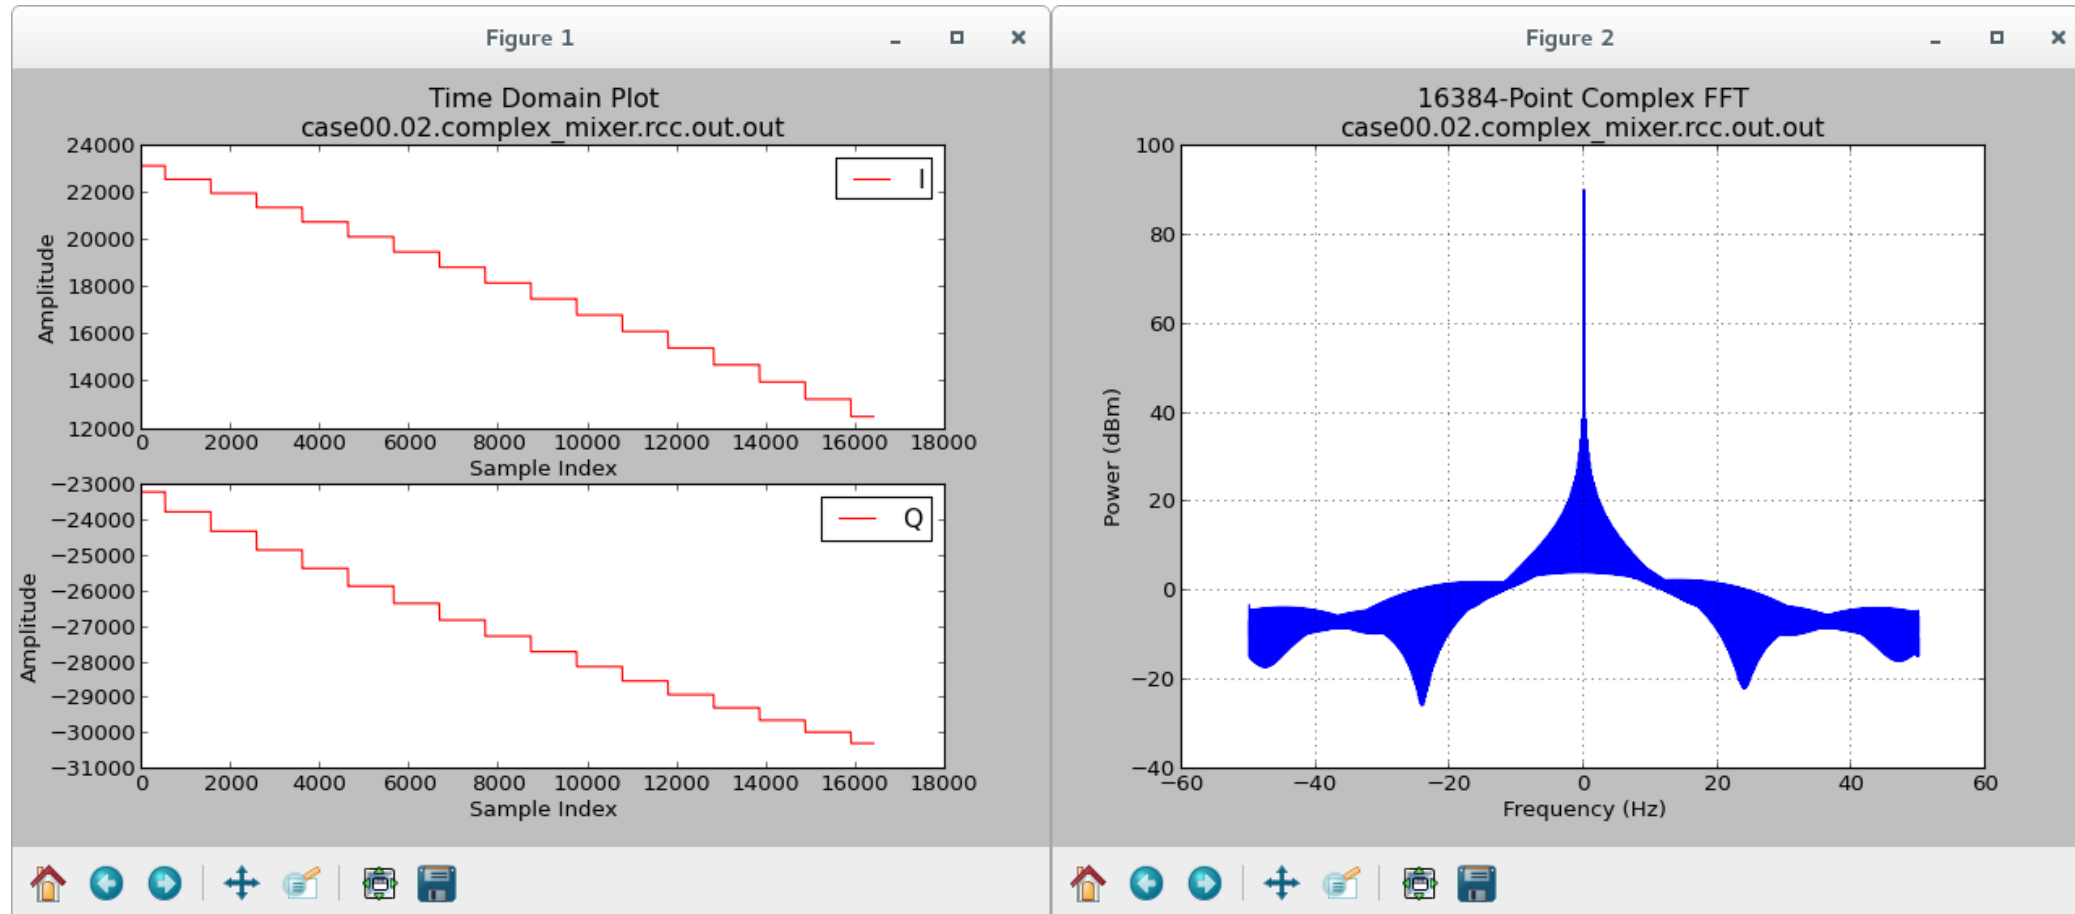 Figure 1
Time Domain Plot
case00.02.complex_mixer.rcc.out.out
24000
22000
20000
18000
16000
14000
12000
Amplitude
I
0 2000 4000 6000 8000 10000 12000 14000 16000 18000
Sample Index
−23000
−24000
−25000
−26000
−27000
−28000
−29000
−30000
−31000
Amplitude
Q
0 2000 4000 6000 8000 10000 12000 14000 16000 18000
Sample Index
Figure 2
16384-Point Complex FFT
case00.02.complex_mixer.rcc.out.out
100
80
60
40
20
0
−20
−40
Power (dBm)
−60 −40 −20 0 20 40 60
Frequency (Hz)